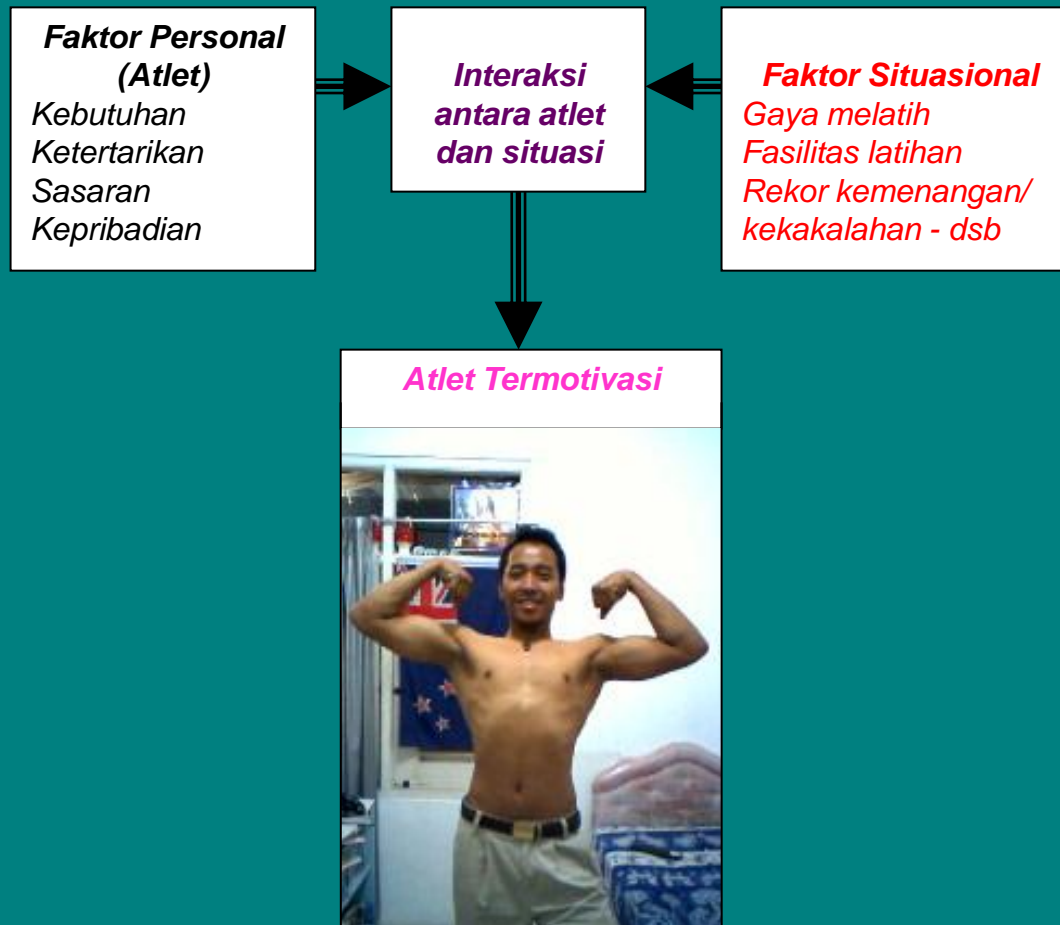 Faktor Personal
(Atlet)
Kebutuhan
Ketertarikan
Sasaran
Kepribadian
Interaksi
antara atlet
dan situasi
Faktor Situasional
Gaya melatih
Fasilitas latihan
Rekor kemenangan/
kekakalahan - dsb
Atlet Termotivasi